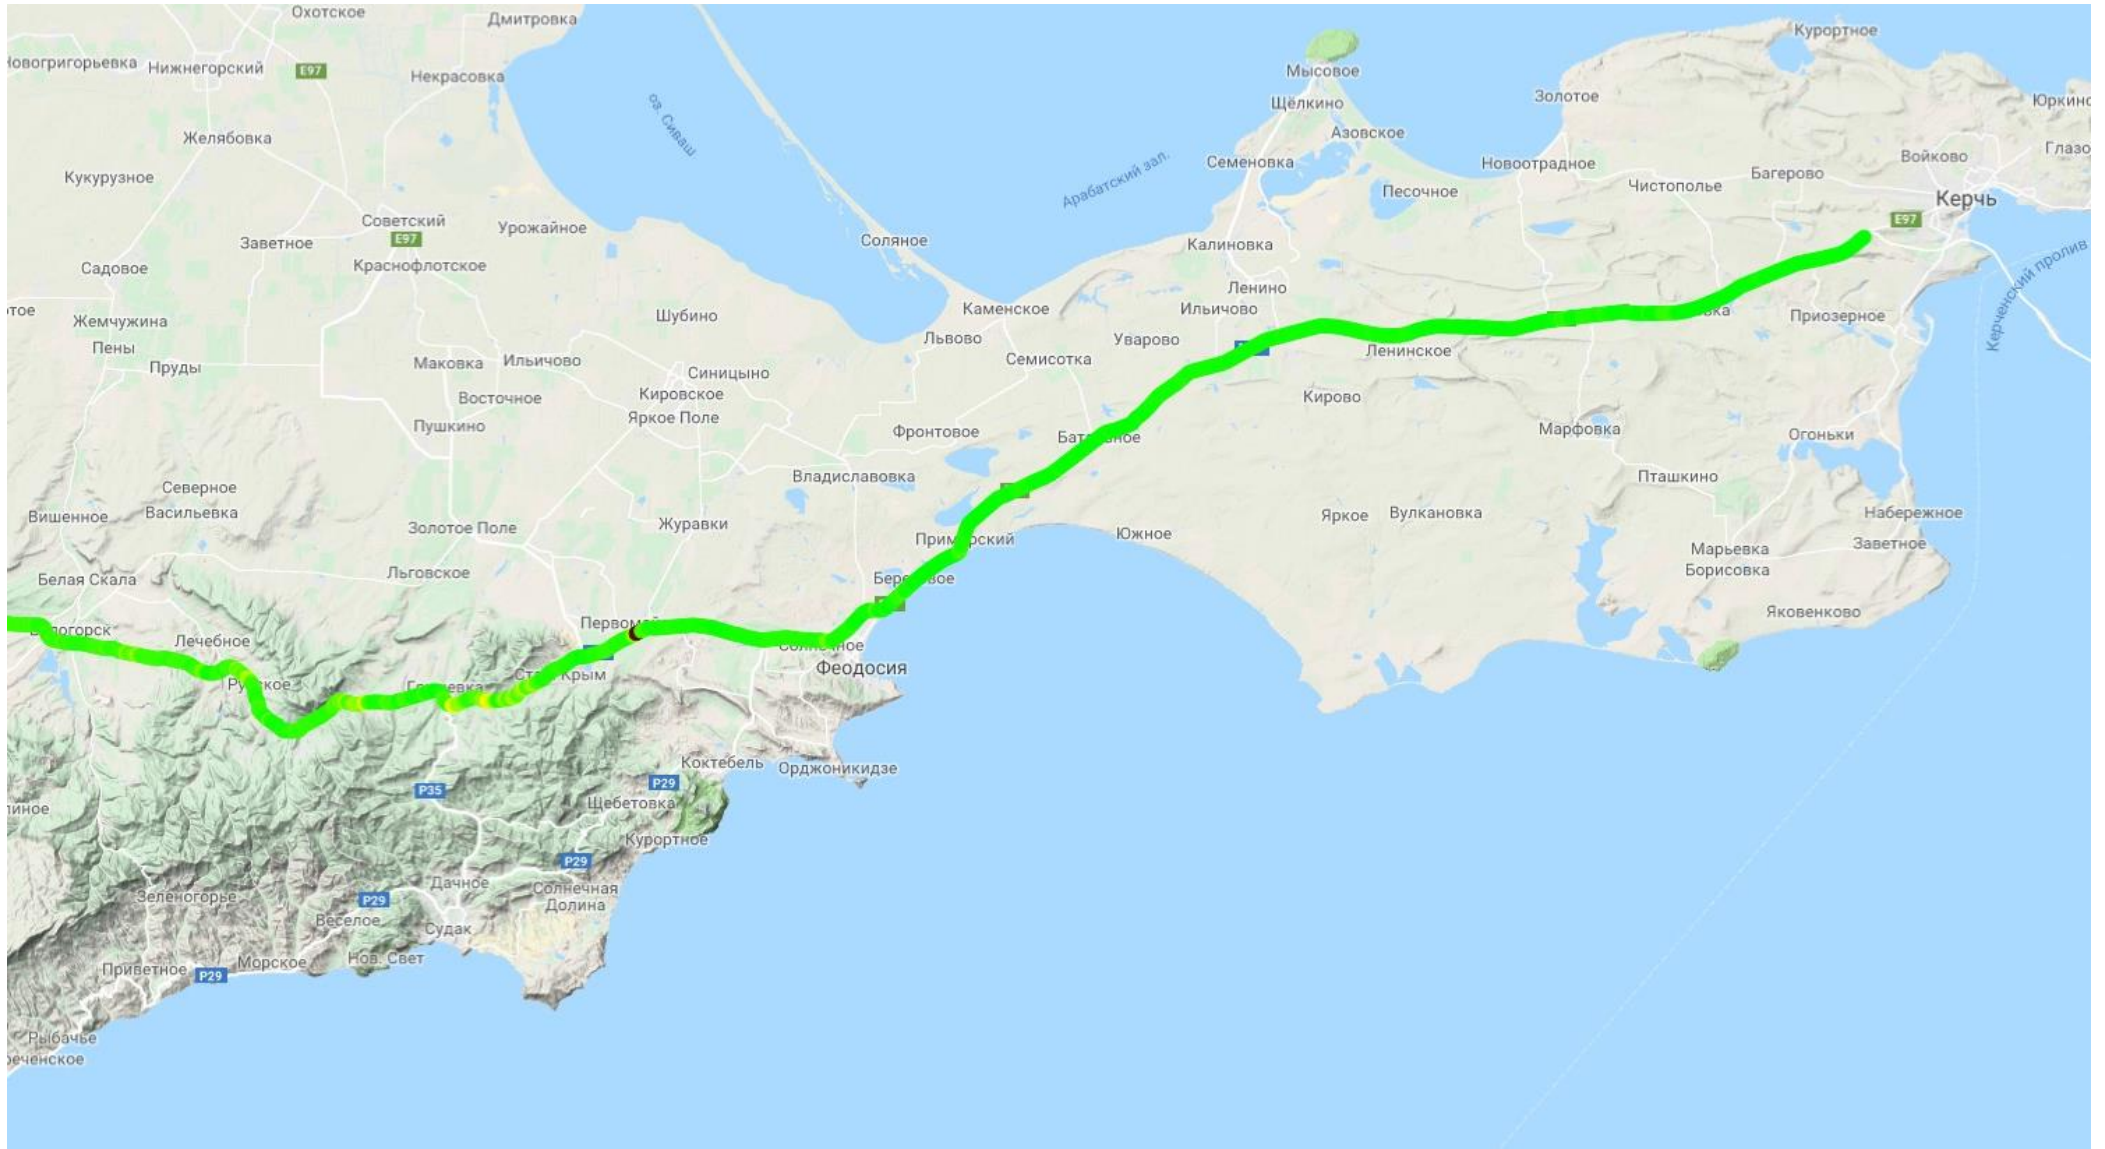 Охотское
Дмитровка
Курортное
Новогригорьевка
Нижнегорский
E97
Некрасовка
Мысовое
Щёлкино
Золотое
оз. Сиваш
Желябовка
Азовское
Войково
Семеновка
Новоотрадное
Арабатский зал.
Кукурузное
Песочное
Чистополье
Багерово
Керчь
Советский
E97
E97
Урожайное
Заветное
Соляное
Калиновка
Керченский пролив
Краснофлотское
Садовое
Ленино
Каменское
Ильичово
Шубино
Жемчужина
Приозерное
Львово
Уварово
Пены
Ленинское
Семисотка
Маковка
Ильичово
Пруды
Синицыно
Кировское
Восточное
Кирово
Яркое Поле
Пушкино
Фронтовое
Марфовка
Огоньки
Владиславовка
Пташкино
Северное
Васильевка
Вишенное
Яркое
Вулкановка
Набережное
Журавки
Золотое Поле
Южное
Заветное
Марьевка
Борисовка
Льговское
Белая Скала
Яковенково
Лечебное
Феодосия
Коктебель
Орджоникидзе
P29
P35
Щебетовка
Курортное
P29
Дачное
Солнечная
Долина
Зеленогорье
P29
Веселое
Судак
Нов. Свет
Морское
Приветное
P29
Рыбачье